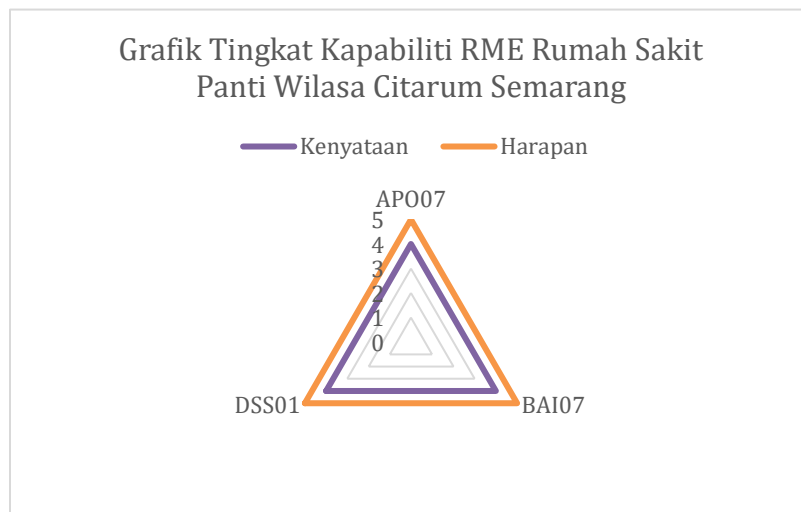 Grafik Tingkat Kapabiliti RME Rumah Sakit
Panti Wilasa Citarum Semarang
Kenyataan Harapan
APO07
5
4
3
2
1
0
DSS01 BAI07